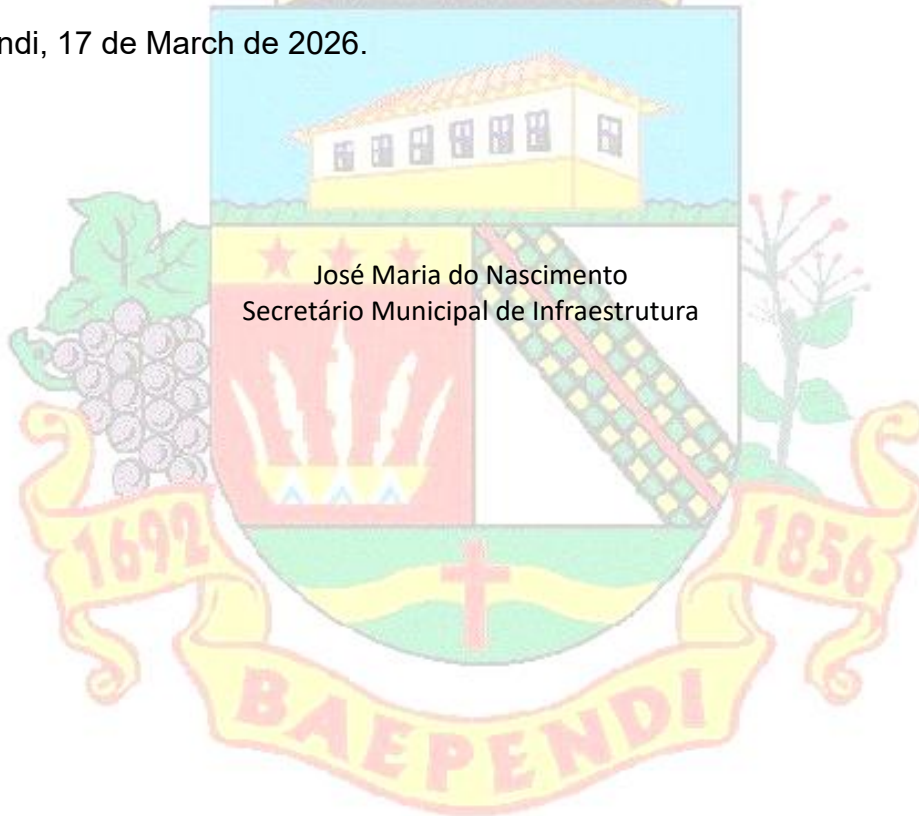 ndi, 17 de March de 2026.
José Maria do Nascimento
Secretário Municipal de Infraestrutura
1692
1856
BAEPENDI